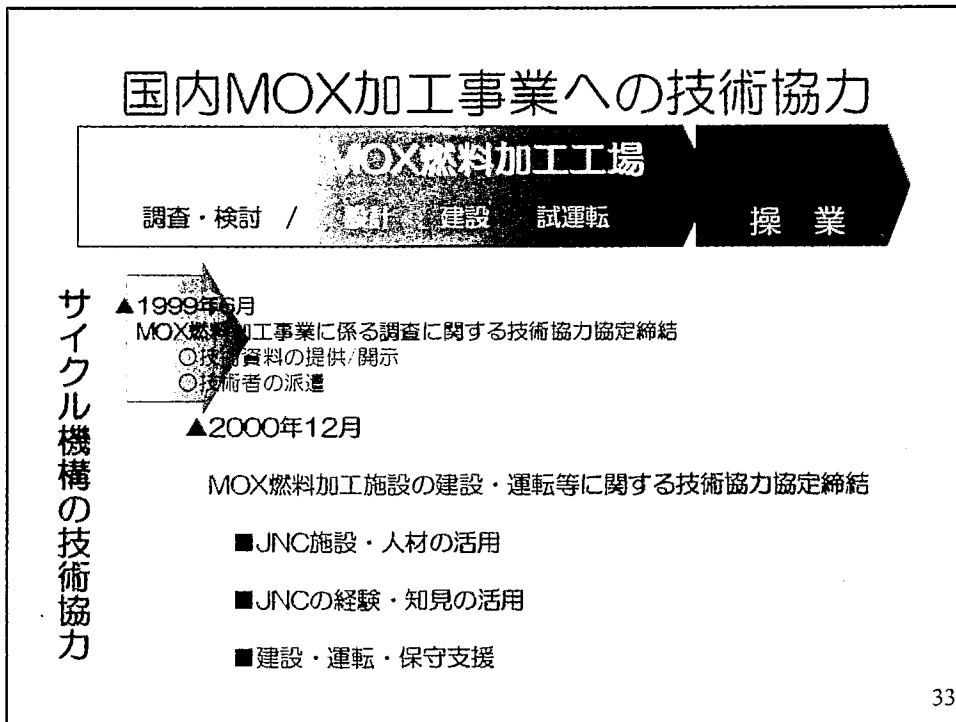 国内MOX加工事業への技術協力
MOX燃料加工工場
調査・検討 / 設計 建設 試運転
操 業
サイクル機構の技術協力
▲1999年6月
MOX燃料加工事業に係る調査に関する技術協力協定締結
○技術資料の提供/開示
○技術者の派遣
▲2000年12月
MOX燃料加工施設の建設・運転等に関する技術協力協定締結
■JNC施設・人材の活用
■JNCの経験・知見の活用
■建設・運転・保守支援
33